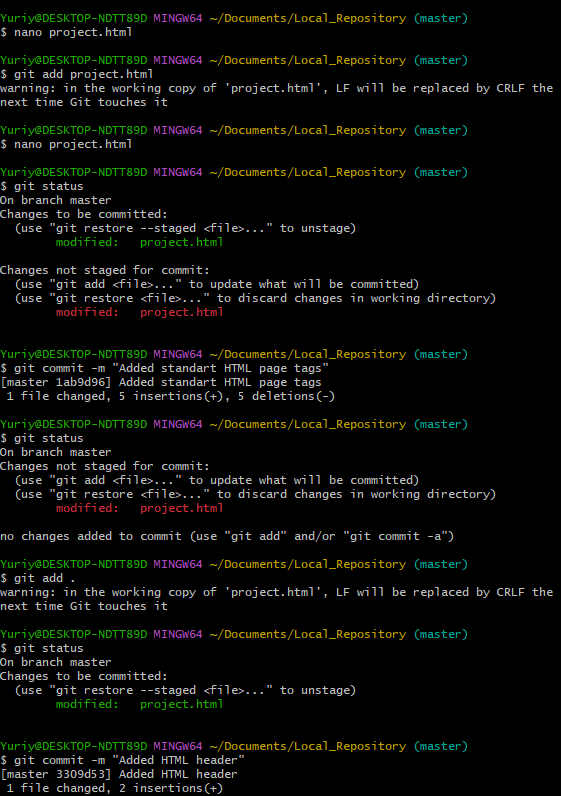 Yuriy@DESKTOP-NDTT89D MINGW64 ~/Documents/Local_Repository (master)
$ nano project.html
Yuriy@DESKTOP-NDTT89D MINGW64 ~/Documents/Local_Repository (master)
$ git add project.html
warning: in the working copy of 'project.html', LF will be replaced by CRLF the
next time Git touches it
Yuriy@DESKTOP-NDTT89D MINGW64 ~/Documents/Local_Repository (master)
$ nano project.html
Yuriy@DESKTOP-NDTT89D MINGW64 ~/Documents/Local_Repository (master)
$ git status
On branch master
Changes to be committed:
  (use "git restore --staged <file>..." to unstage)
        modified:   project.html
Changes not staged for commit:
  (use "git add <file>..." to update what will be committed)
  (use "git restore <file>..." to discard changes in working directory)
        modified:   project.html
Yuriy@DESKTOP-NDTT89D MINGW64 ~/Documents/Local_Repository (master)
$ git commit -m "Added standart HTML page tags"
[master 1ab9d96] Added standart HTML page tags
 1 file changed, 5 insertions(+), 5 deletions(-)
Yuriy@DESKTOP-NDTT89D MINGW64 ~/Documents/Local_Repository (master)
$ git status
On branch master
Changes not staged for commit:
  (use "git add <file>..." to update what will be committed)
  (use "git restore <file>..." to discard changes in working directory)
        modified:   project.html
no changes added to commit (use "git add" and/or "git commit -a")
Yuriy@DESKTOP-NDTT89D MINGW64 ~/Documents/Local_Repository (master)
$ git add .
warning: in the working copy of 'project.html', LF will be replaced by CRLF the
next time Git touches it
Yuriy@DESKTOP-NDTT89D MINGW64 ~/Documents/Local_Repository (master)
$ git status
On branch master
Changes to be committed:
  (use "git restore --staged <file>..." to unstage)
        modified:   project.html
Yuriy@DESKTOP-NDTT89D MINGW64 ~/Documents/Local_Repository (master)
$ git commit -m "Added HTML header"
[master 3309d53] Added HTML header
 1 file changed, 2 insertions(+)